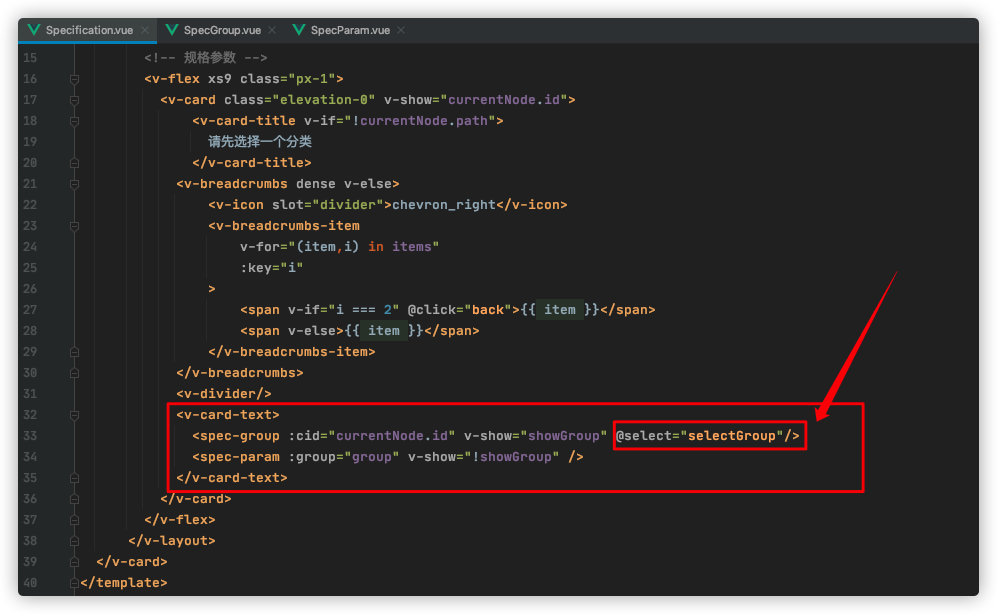 Specification.vue × SpecGroup.vue × SpecParam.vue ×
15 <!-- 规格参数 -->
16 <v-flex xs9 class="px-1">
17 <v-card class="elevation-0" v-show="currentNode.id">
18 <v-card-title v-if="!currentNode.path">
19 请先选择一个分类
20 </v-card-title>
21 <v-breadcrumbs dense v-else>
22 <v-icon slot="divider">chevron_right</v-icon>
23 <v-breadcrumbs-item
24 v-for="(item,i) in items"
25 :key="i"
26 >
27 <span v-if="i === 2" @click="back">{{ item }}</span>
28 <span v-else>{{ item }}</span>
29 </v-breadcrumbs-item>
30 </v-breadcrumbs>
31 <v-divider/>
32 <v-card-text>
33 <spec-group :cid="currentNode.id" v-show="showGroup" @select="selectGroup"/>
34 <spec-param :group="group" v-show="!showGroup" />
35 </v-card-text>
36 </v-card>
37 </v-flex>
38 </v-layout>
39 </v-card>
40 </template>